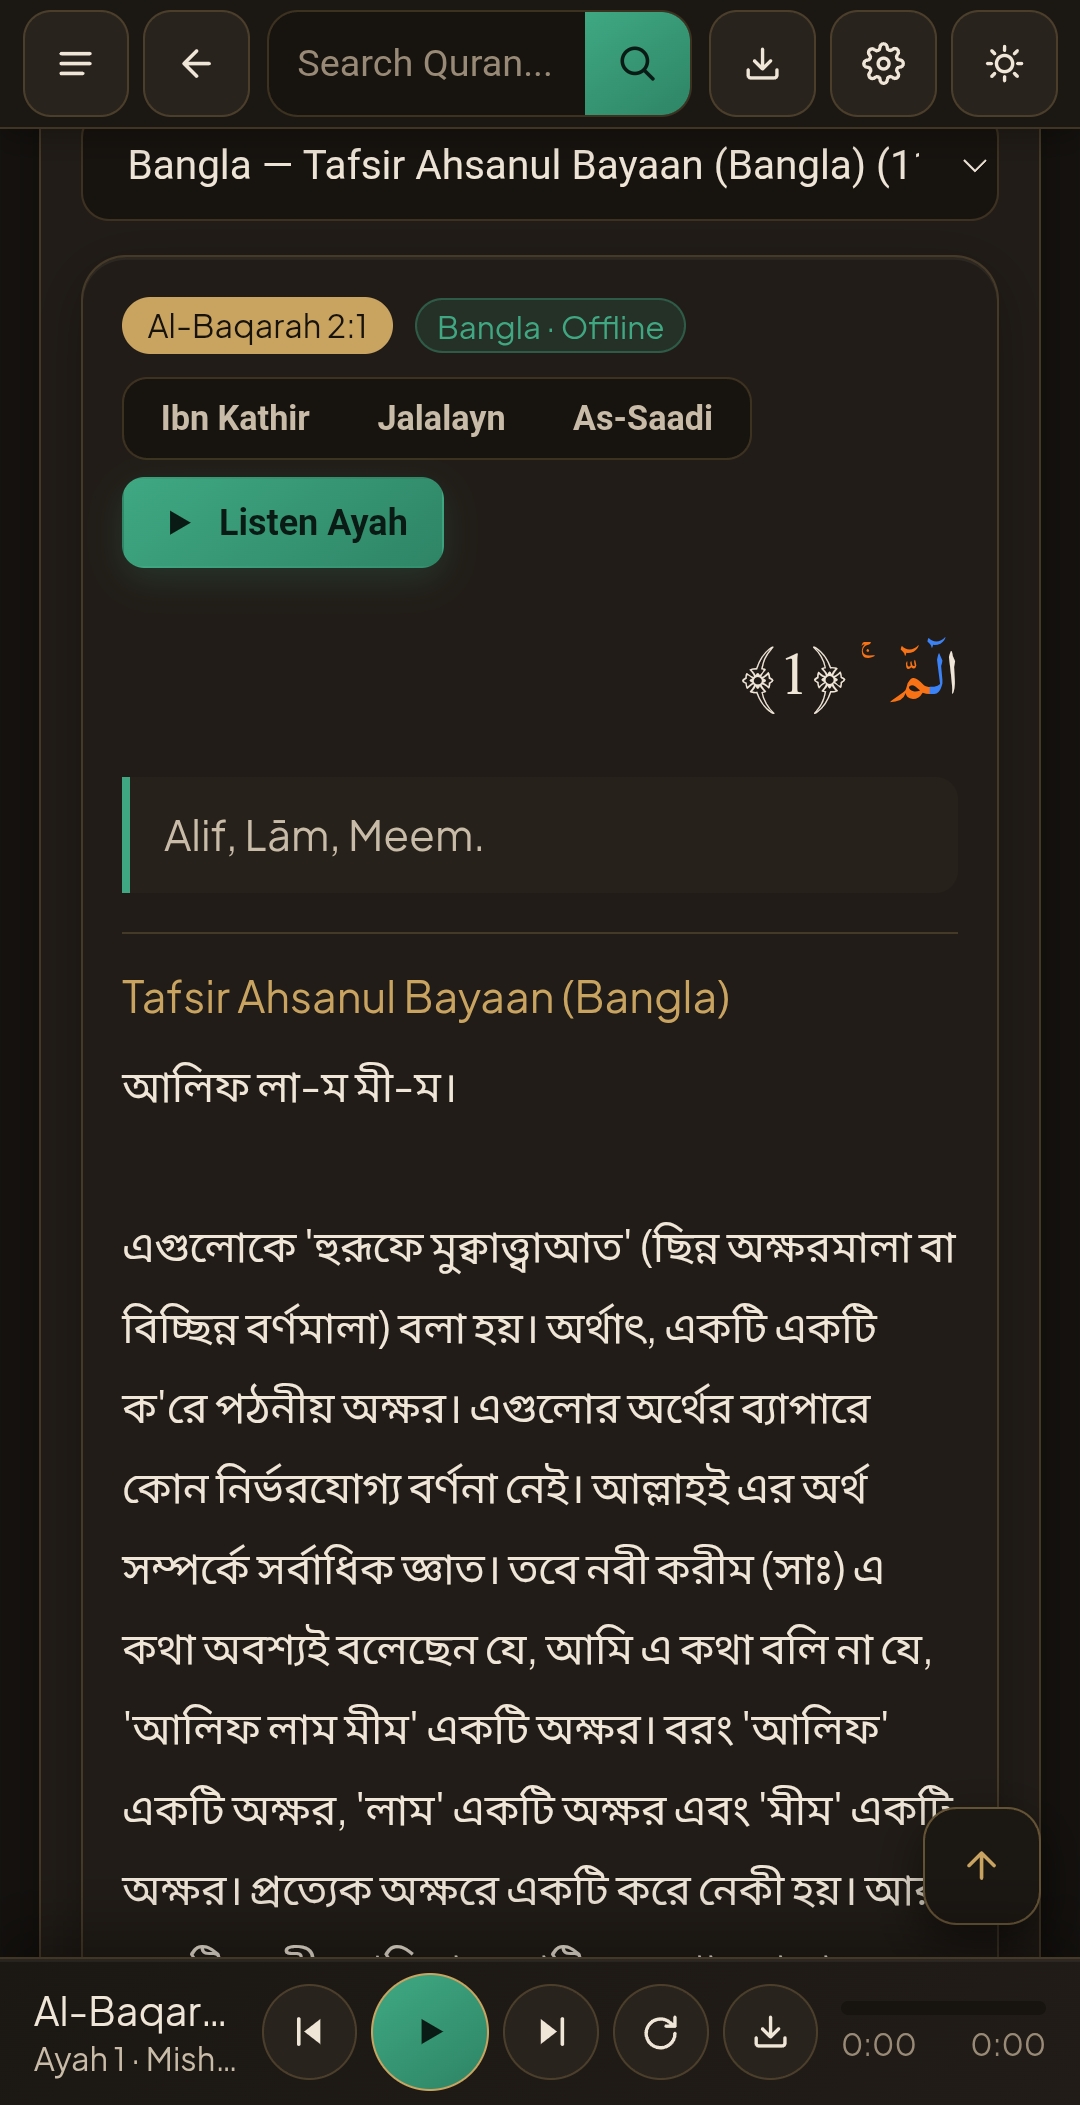 Search Quran...
Bangla — Tafsir Ahsanul Bayaan (Bangla)
Al-Baqarah 2:1
Bangla · Offline
Ibn Kathir Jalalayn As-Saadi
Listen Ayah
الٓمّٓ ۚ ﴿1﴾
Alif, Lām, Meem.
Tafsir Ahsanul Bayaan (Bangla)
আলিফ লা-ম মী-ম।
এগুলোকে 'হুরূফে মুক্বাত্ত্বাআত' (ছিন্ন অক্ষরমালা বা
বিচ্ছিন্ন বর্ণমালা) বলা হয়। অর্থাৎ, একটি একটি
ক'রে পঠনীয় অক্ষর। এগুলোর অর্থের ব্যাপারে
কোন নির্ভরযোগ্য বর্ণনা নেই। আল্লাহই এর অর্থ
সম্পর্কে সর্বাধিক জ্ঞাত। তবে নবী করীম (সাঃ) এ
কথা অবশ্যই বলেছেন যে, আমি এ কথা বলি না যে,
'আলিফ লাম মীম' একটি অক্ষর। বরং 'আলিফ'
একটি অক্ষর, 'লাম' একটি অক্ষর এবং 'মীম' একটি
অক্ষর। প্রত্যেক অক্ষরে একটি করে নেকী হয়।
Al-Baqar...
Ayah 1 · Mish...
0:00 0:00